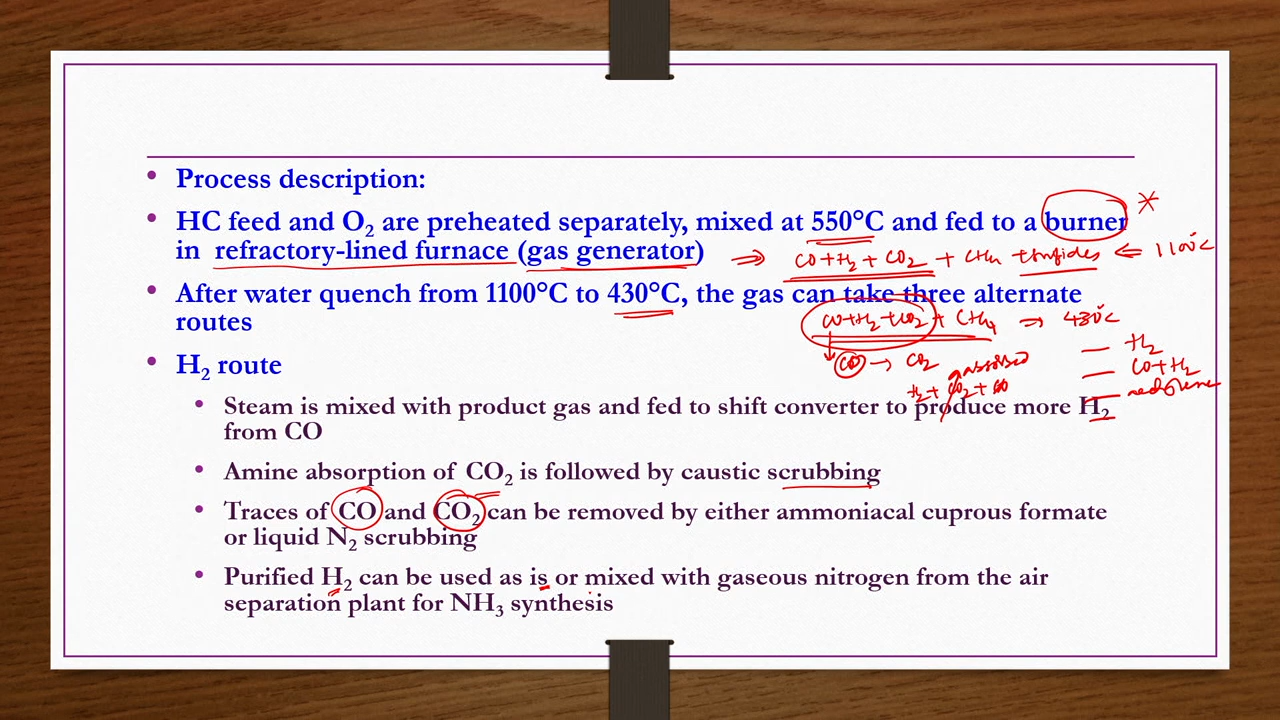 Process description:
HC feed and O₂ are preheated separately, mixed at 550°C and fed to a burner
in refractory-lined furnace (gas generator)
⇒ CO+H₂ + CO₂ + CH₄ ⇐ 1100°C
After water quench from 1100°C to 430°C, the gas can take three alternate
routes
CO+H₂+CO₂ + CH₄ ⇒ 430°C
H₂ route
— H₂
CO → CO₂
— CO+H₂
H₂ + CO₂ + CO
Steam is mixed with product gas and fed to shift converter to produce more H₂
from CO
Amine absorption of CO₂ is followed by caustic scrubbing
Traces of CO and CO₂ can be removed by either ammoniacal cuprous formate
or liquid N₂ scrubbing
Purified H₂ can be used as is or mixed with gaseous nitrogen from the air
separation plant for NH₃ synthesis